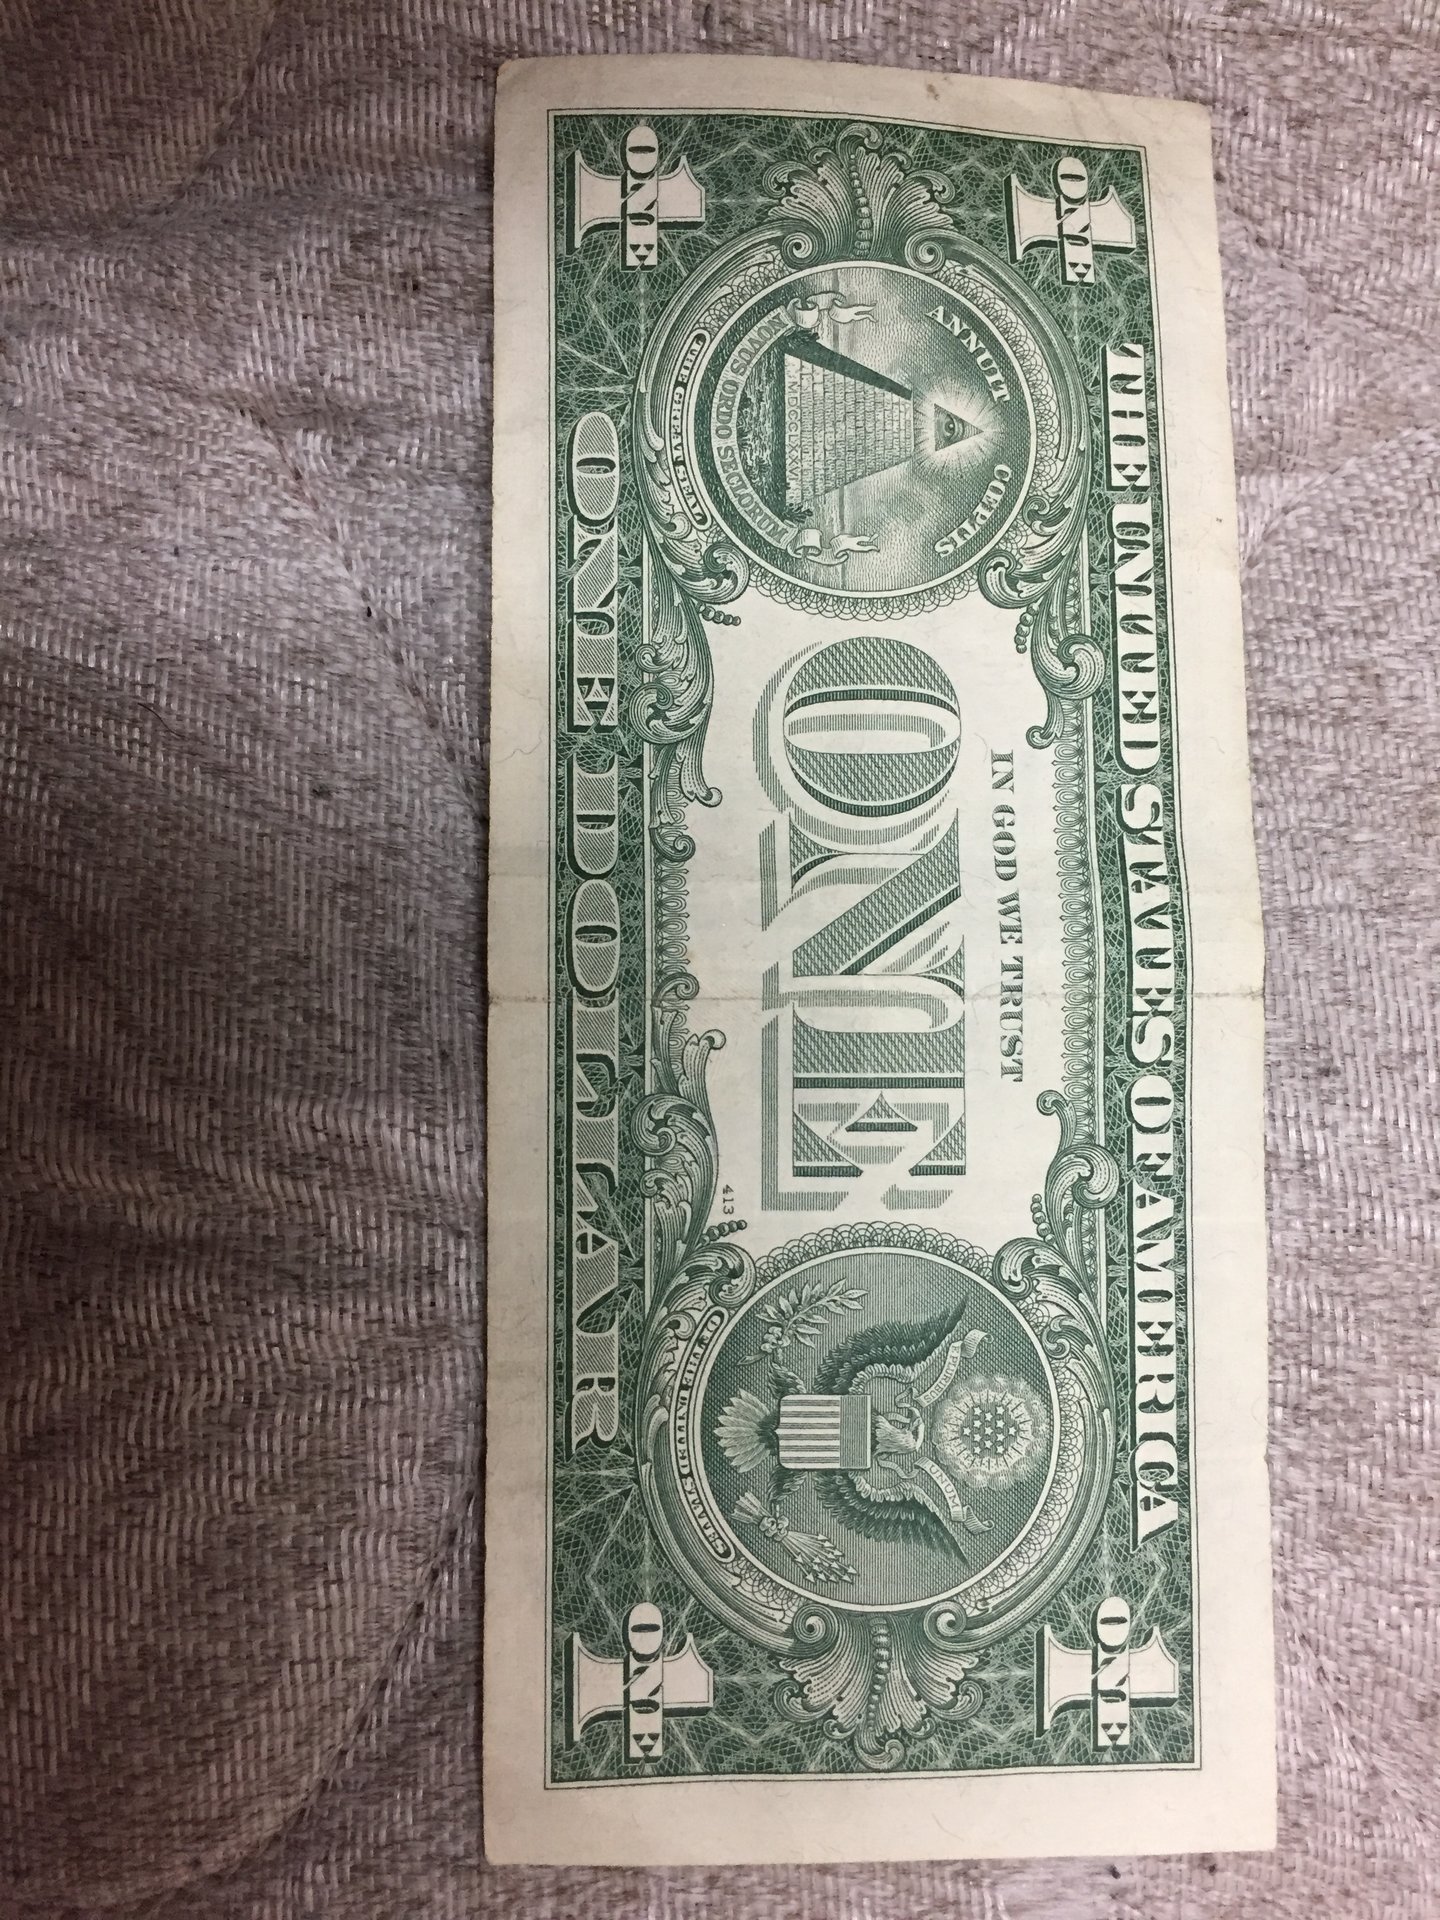 THE UNITED STATES OF AMERICA
ONE
ONE
ANNUIT COEPTIS
MDCCLXXVI
NOVUS ORDO SECLORUM
THE GREAT SEAL
IN GOD WE TRUST
ONE
413
E PLURIBUS UNUM
OF THE UNITED STATES
ONE
ONE
ONE DOLLAR